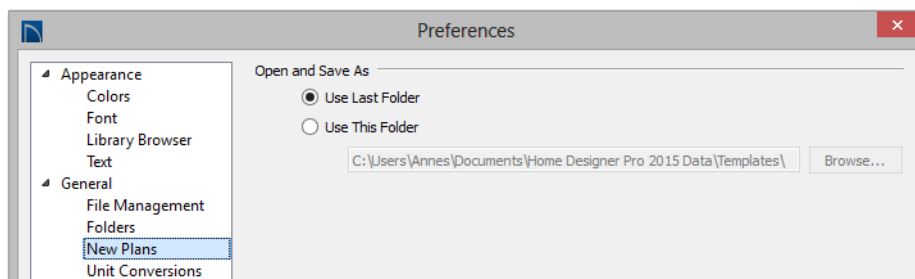 Preferences
Appearance
Colors
Font
Library Browser
Text
General
File Management
Folders
New Plans
Unit Conversions
Open and Save As
Use Last Folder
Use This Folder
C:\Users\Annes\Documents\Home Designer Pro 2015 Data\Templates\
Browse...